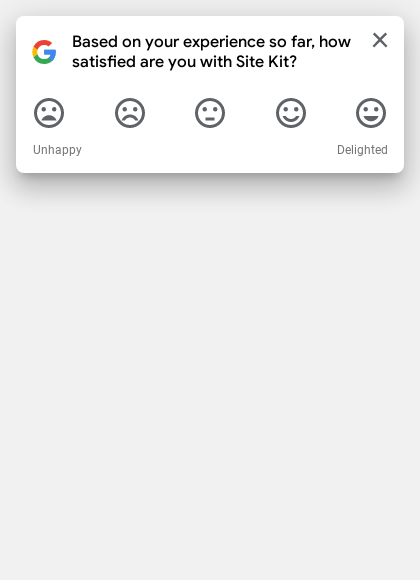 Based on your experience so far, how
satisfied are you with Site Kit?
Unhappy
Delighted